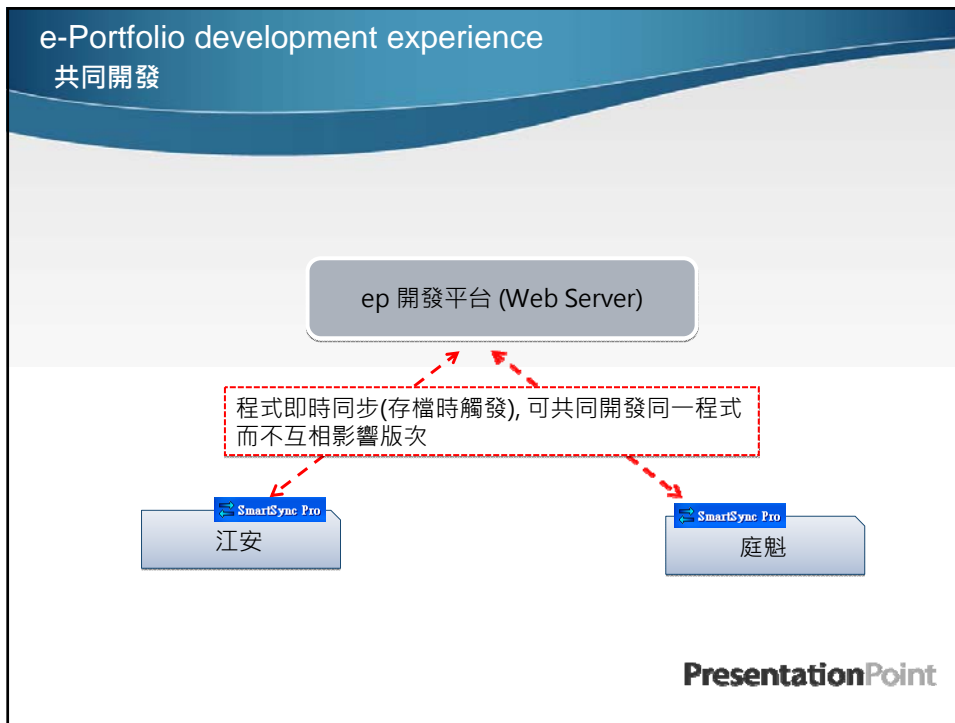 e-Portfolio development experience
共同開發
ep 開發平台 (Web Server)
程式即時同步(存檔時觸發), 可共同開發同一程式
而不互相影響版次
SmartSync Pro
江安
SmartSync Pro
庭魁
PresentationPoint